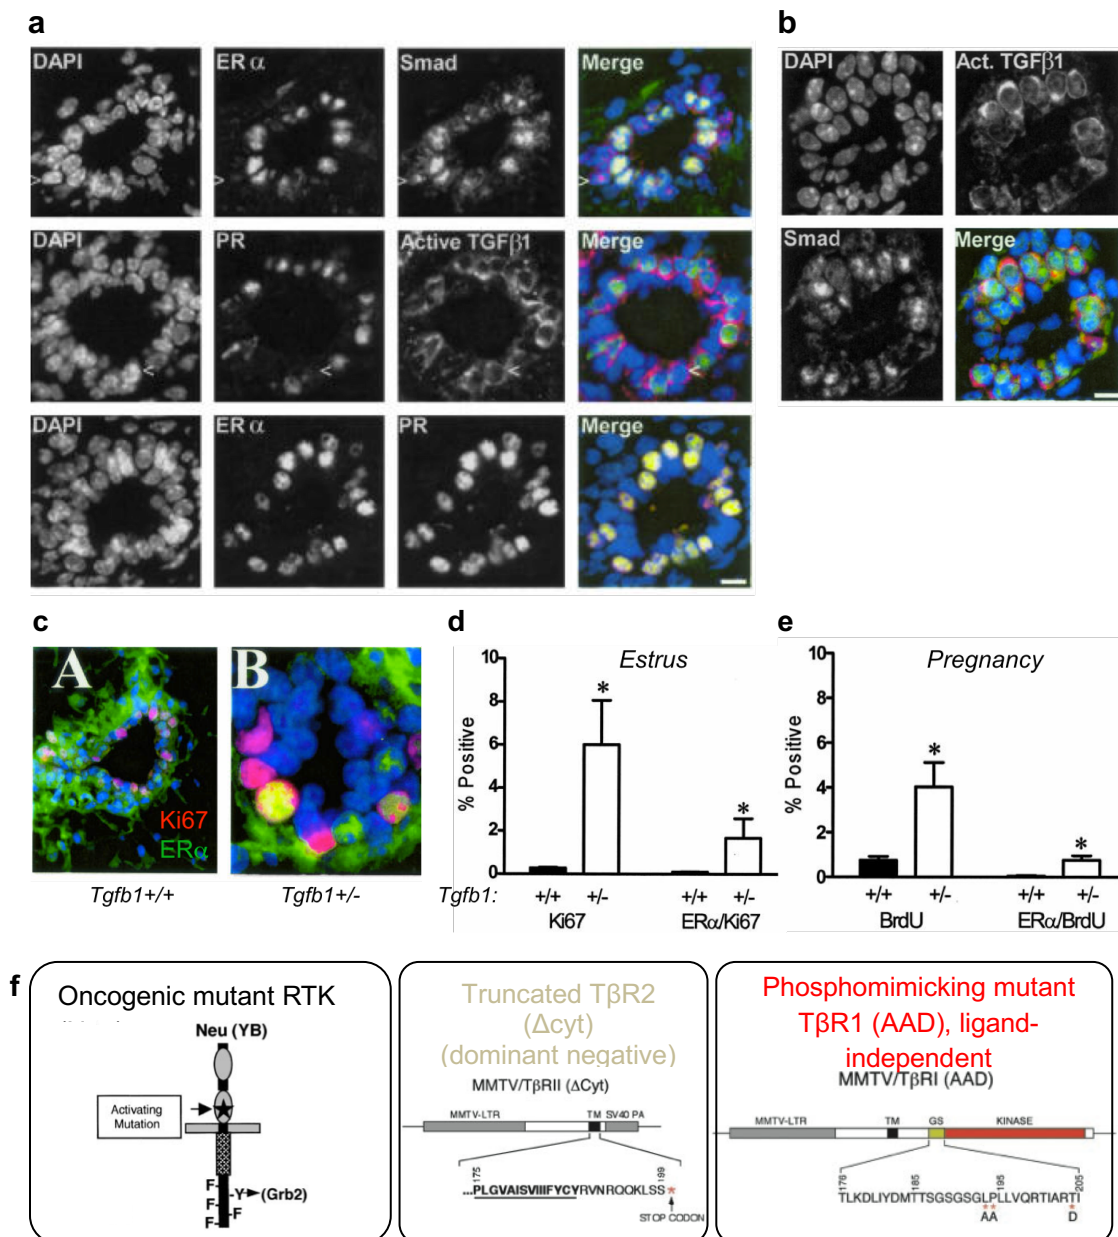 a
DAPI
ER α
Smad
Merge
>
>
>
>
DAPI
PR
Active TGFβ1
Merge
<
<
<
<
DAPI
ER α
PR
Merge
b
DAPI
Act. TGFβ1
Smad
Merge
c
A
Ki67
ERα
B
Tgfb1+/+
Tgfb1+/-
d
Estrus
% Positive
10
8
6
4
2
0
*
*
Tgfb1:
+/+
+/-
+/+
+/-
Ki67
ERα/Ki67
e
Pregnancy
% Positive
10
8
6
4
2
0
*
*
+/+
+/-
+/+
+/-
BrdU
ERα/BrdU
f
Oncogenic mutant RTK
Neu (YB)
Activating
Mutation
F
F
Y
(Grb2)
F
F
Truncated TβR2
(Δcyt)
(dominant negative)
MMTV/TβRII (ΔCyt)
MMTV-LTR
TM
SV40 PA
175
199
...PLGVAISVIIIFYCYRVNRQQKLSS*
STOP CODON
Phosphomimicking mutant
TβR1 (AAD), ligand-
independent
MMTV/TβRI (AAD)
MMTV-LTR
TM
GS
KINASE
176
185
195
205
TLKDLIYDMTTSGSGSGLPLLVQRTIARTI
**
*
AA
D